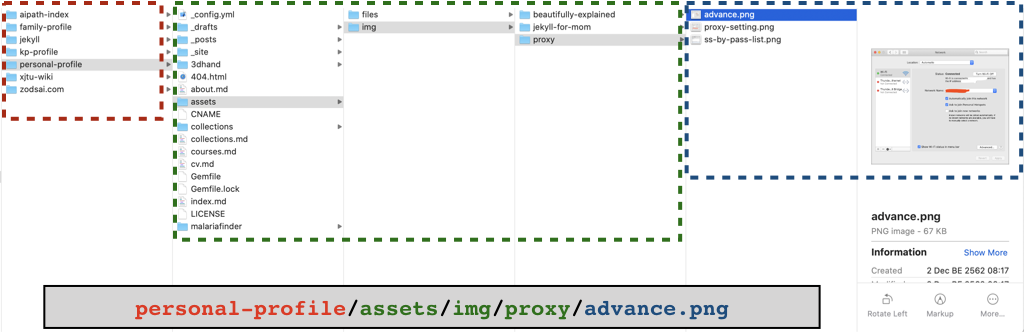 aipath-index
family-profile
jekyll
kp-profile
personal-profile
xjtu-wiki
zodsai.com
_config.yml
_drafts
_posts
_site
3dhand
404.html
about.md
assets
CNAME
collections
collections.md
courses.md
cv.md
Gemfile
Gemfile.lock
index.md
LICENSE
malariafinder
files
img
beautifully-explained
jekyll-for-mom
proxy
advance.png
proxy-setting.png
ss-by-pass-list.png
advance.png
PNG image - 67 KB
Information
Show More
Created 2 Dec BE 2562 08:17
Rotate Left
Markup
More...
personal-profile/assets/img/proxy/advance.png